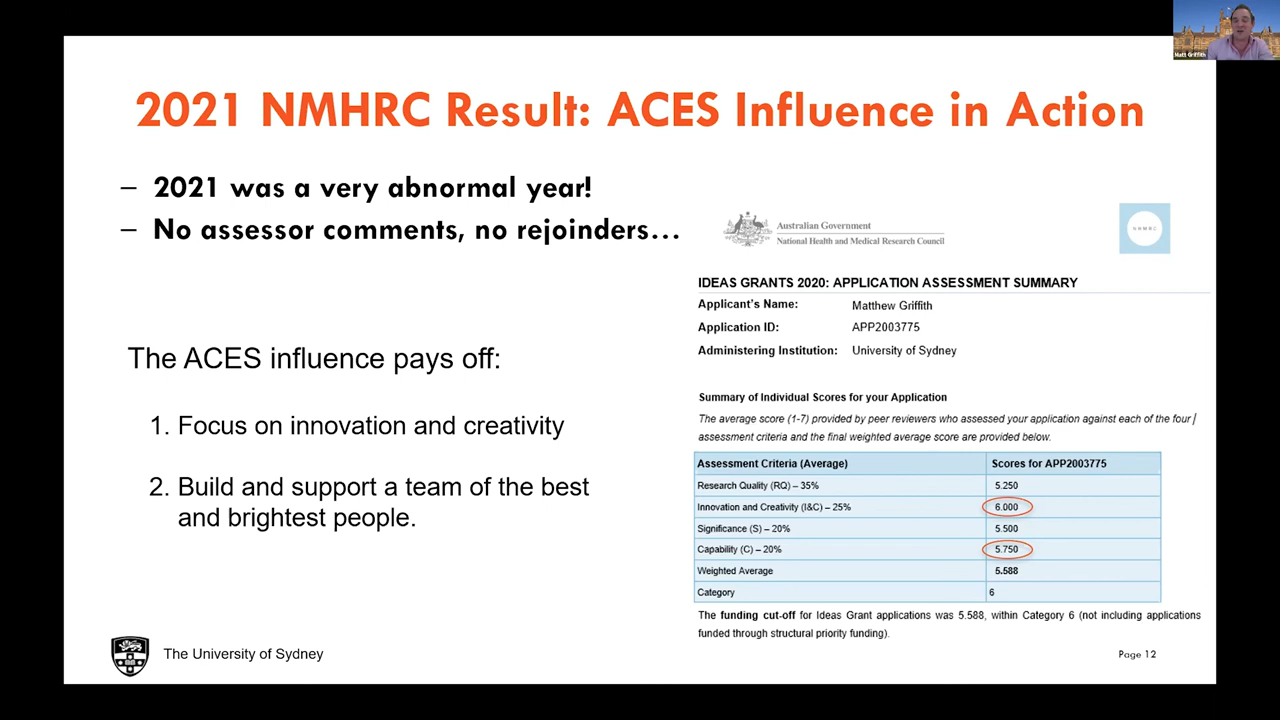 Matt Griffith
2021 NMHRC Result: ACES Influence in Action
– 2021 was a very abnormal year!
– No assessor comments, no rejoinders…
Australian Government
National Health and Medical Research Council
NHMRC
IDEAS GRANTS 2020: APPLICATION ASSESSMENT SUMMARY
Applicant's Name: Matthew Griffith
Application ID: APP2003775
Administering Institution: University of Sydney
The ACES influence pays off:
1. Focus on innovation and creativity
2. Build and support a team of the best
and brightest people.
Summary of Individual Scores for your Application
The average score (1-7) provided by peer reviewers who assessed your application against each of the four
assessment criteria and the final weighted average score are provided below.
Assessment Criteria (Average) Scores for APP2003775
Research Quality (RQ) – 35% 5.250
Innovation and Creativity (I&C) – 25% 6.000
Significance (S) – 20% 5.500
Capability (C) – 20% 5.750
Weighted Average 5.588
Category 6
The funding cut-off for Ideas Grant applications was 5.588, within Category 6 (not including applications
funded through structural priority funding).
The University of Sydney
Page 12